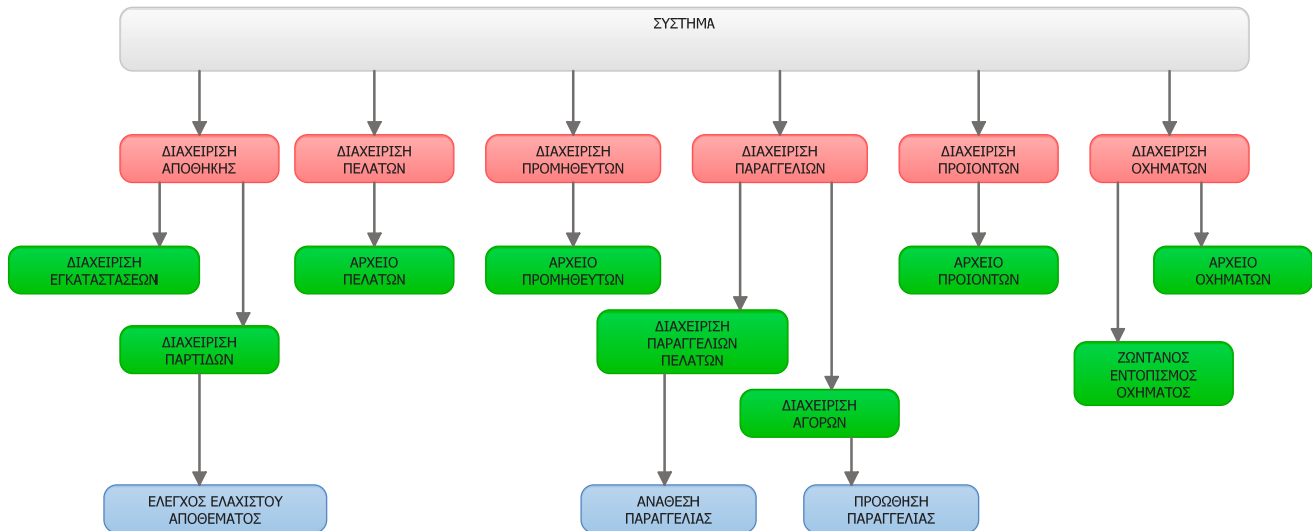 ΣΥΣΤΗΜΑ
ΔΙΑΧΕΙΡΙΣΗ
ΑΠΟΘΗΚΗΣ
ΔΙΑΧΕΙΡΙΣΗ
ΠΕΛΑΤΩΝ
ΔΙΑΧΕΙΡΙΣΗ
ΠΡΟΜΗΘΕΥΤΩΝ
ΔΙΑΧΕΙΡΙΣΗ
ΠΑΡΑΓΓΕΛΙΩΝ
ΔΙΑΧΕΙΡΙΣΗ
ΠΡΟΙΟΝΤΩΝ
ΔΙΑΧΕΙΡΙΣΗ
ΟΧΗΜΑΤΩΝ
ΔΙΑΧΕΙΡΙΣΗ
ΕΓΚΑΤΑΣΤΑΣΕΩΝ
ΑΡΧΕΙΟ
ΠΕΛΑΤΩΝ
ΑΡΧΕΙΟ
ΠΡΟΜΗΘΕΥΤΩΝ
ΑΡΧΕΙΟ
ΠΡΟΙΟΝΤΩΝ
ΑΡΧΕΙΟ
ΟΧΗΜΑΤΩΝ
ΔΙΑΧΕΙΡΙΣΗ
ΠΑΡΤΙΔΩΝ
ΔΙΑΧΕΙΡΙΣΗ
ΠΑΡΑΓΓΕΛΙΩΝ
ΠΕΛΑΤΩΝ
ΖΩΝΤΑΝΟΣ
ΕΝΤΟΠΙΣΜΟΣ
ΟΧΗΜΑΤΟΣ
ΔΙΑΧΕΙΡΙΣΗ
ΑΓΟΡΩΝ
ΕΛΕΓΧΟΣ ΕΛΑΧΙΣΤΟΥ
ΑΠΟΘΕΜΑΤΟΣ
ΑΝΑΘΕΣΗ
ΠΑΡΑΓΓΕΛΙΑΣ
ΠΡΟΩΘΗΣΗ
ΠΑΡΑΓΓΕΛΙΑΣ